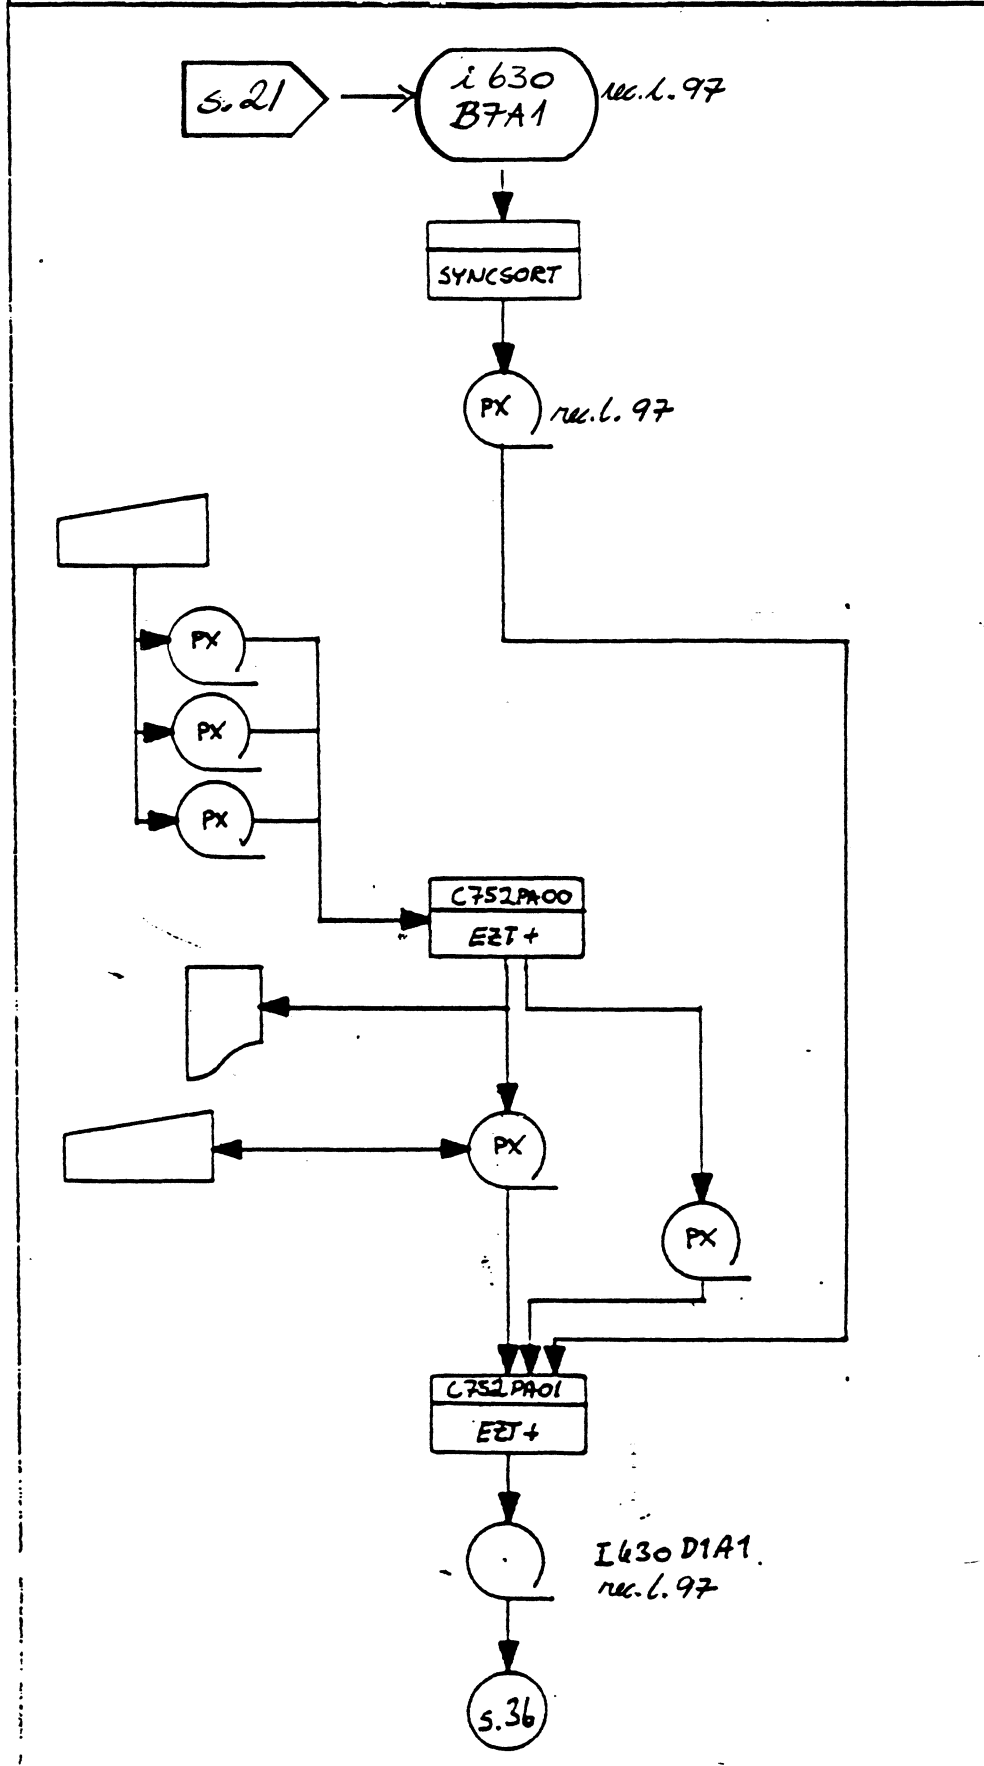 s.21
i 630
B7A1
rec.l. 97
SYNCSORT
PX
rec.l. 97
PX
PX
PX
C752PA00
EZT+
PX
PX
C752PA01
EZT+
I630 D1A1.
rec.l. 97
s.36